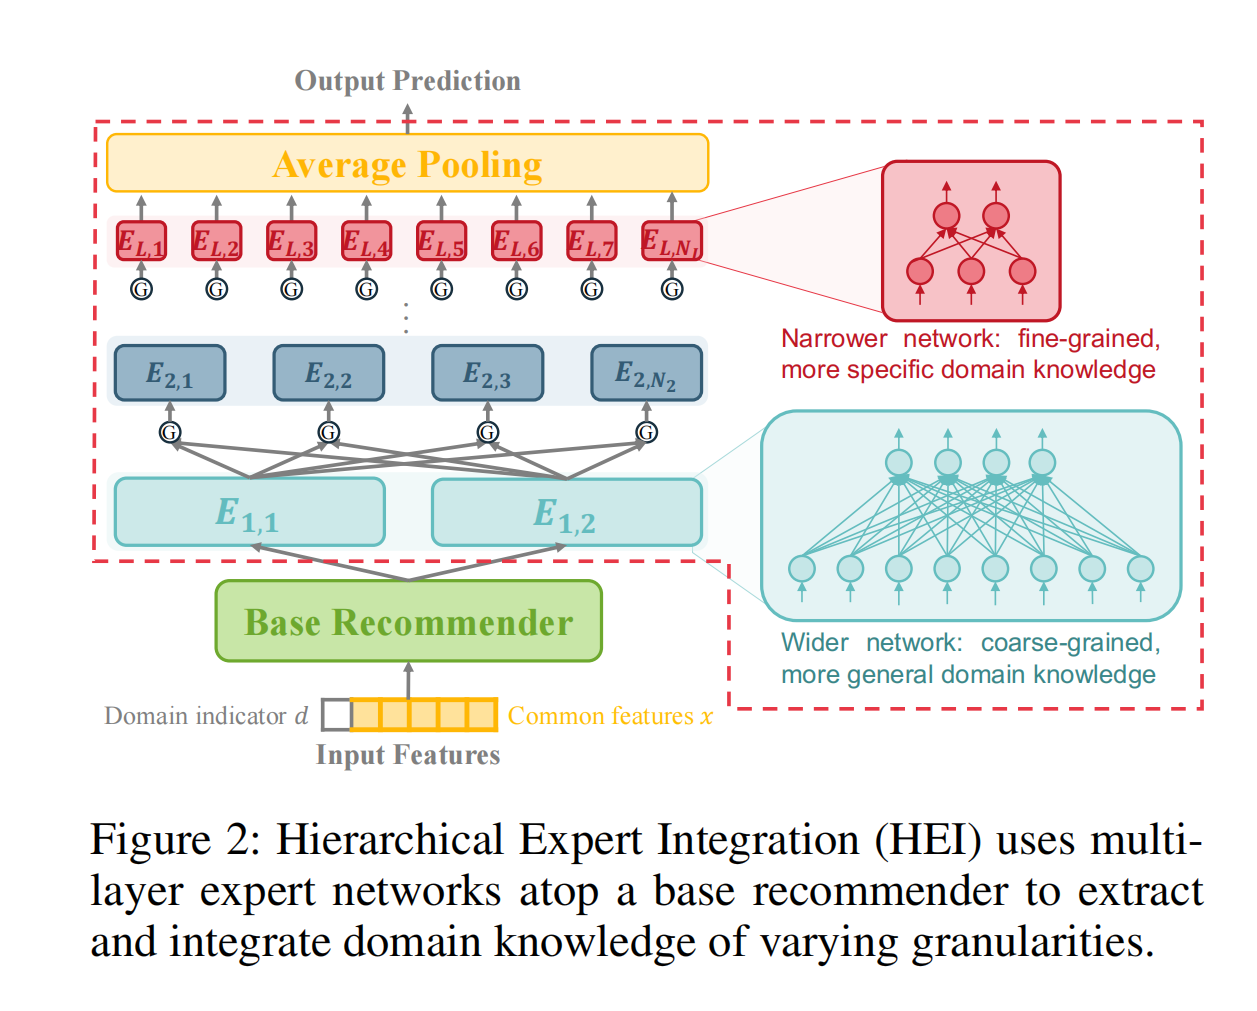 Output Prediction
Average Pooling
E_{L,1} E_{L,2} E_{L,3} E_{L,4} E_{L,5} E_{L,6} E_{L,7} E_{L,N_L}
G G G G G G G G
⋮
E_{2,1} E_{2,2} E_{2,3} E_{2,N_2}
G G G G
E_{1,1} E_{1,2}
Base Recommender
Domain indicator d
Common features x
Input Features
Narrower network: fine-grained,
more specific domain knowledge
Wider network: coarse-grained,
more general domain knowledge
Figure 2: Hierarchical Expert Integration (HEI) uses multi-
layer expert networks atop a base recommender to extract
and integrate domain knowledge of varying granularities.